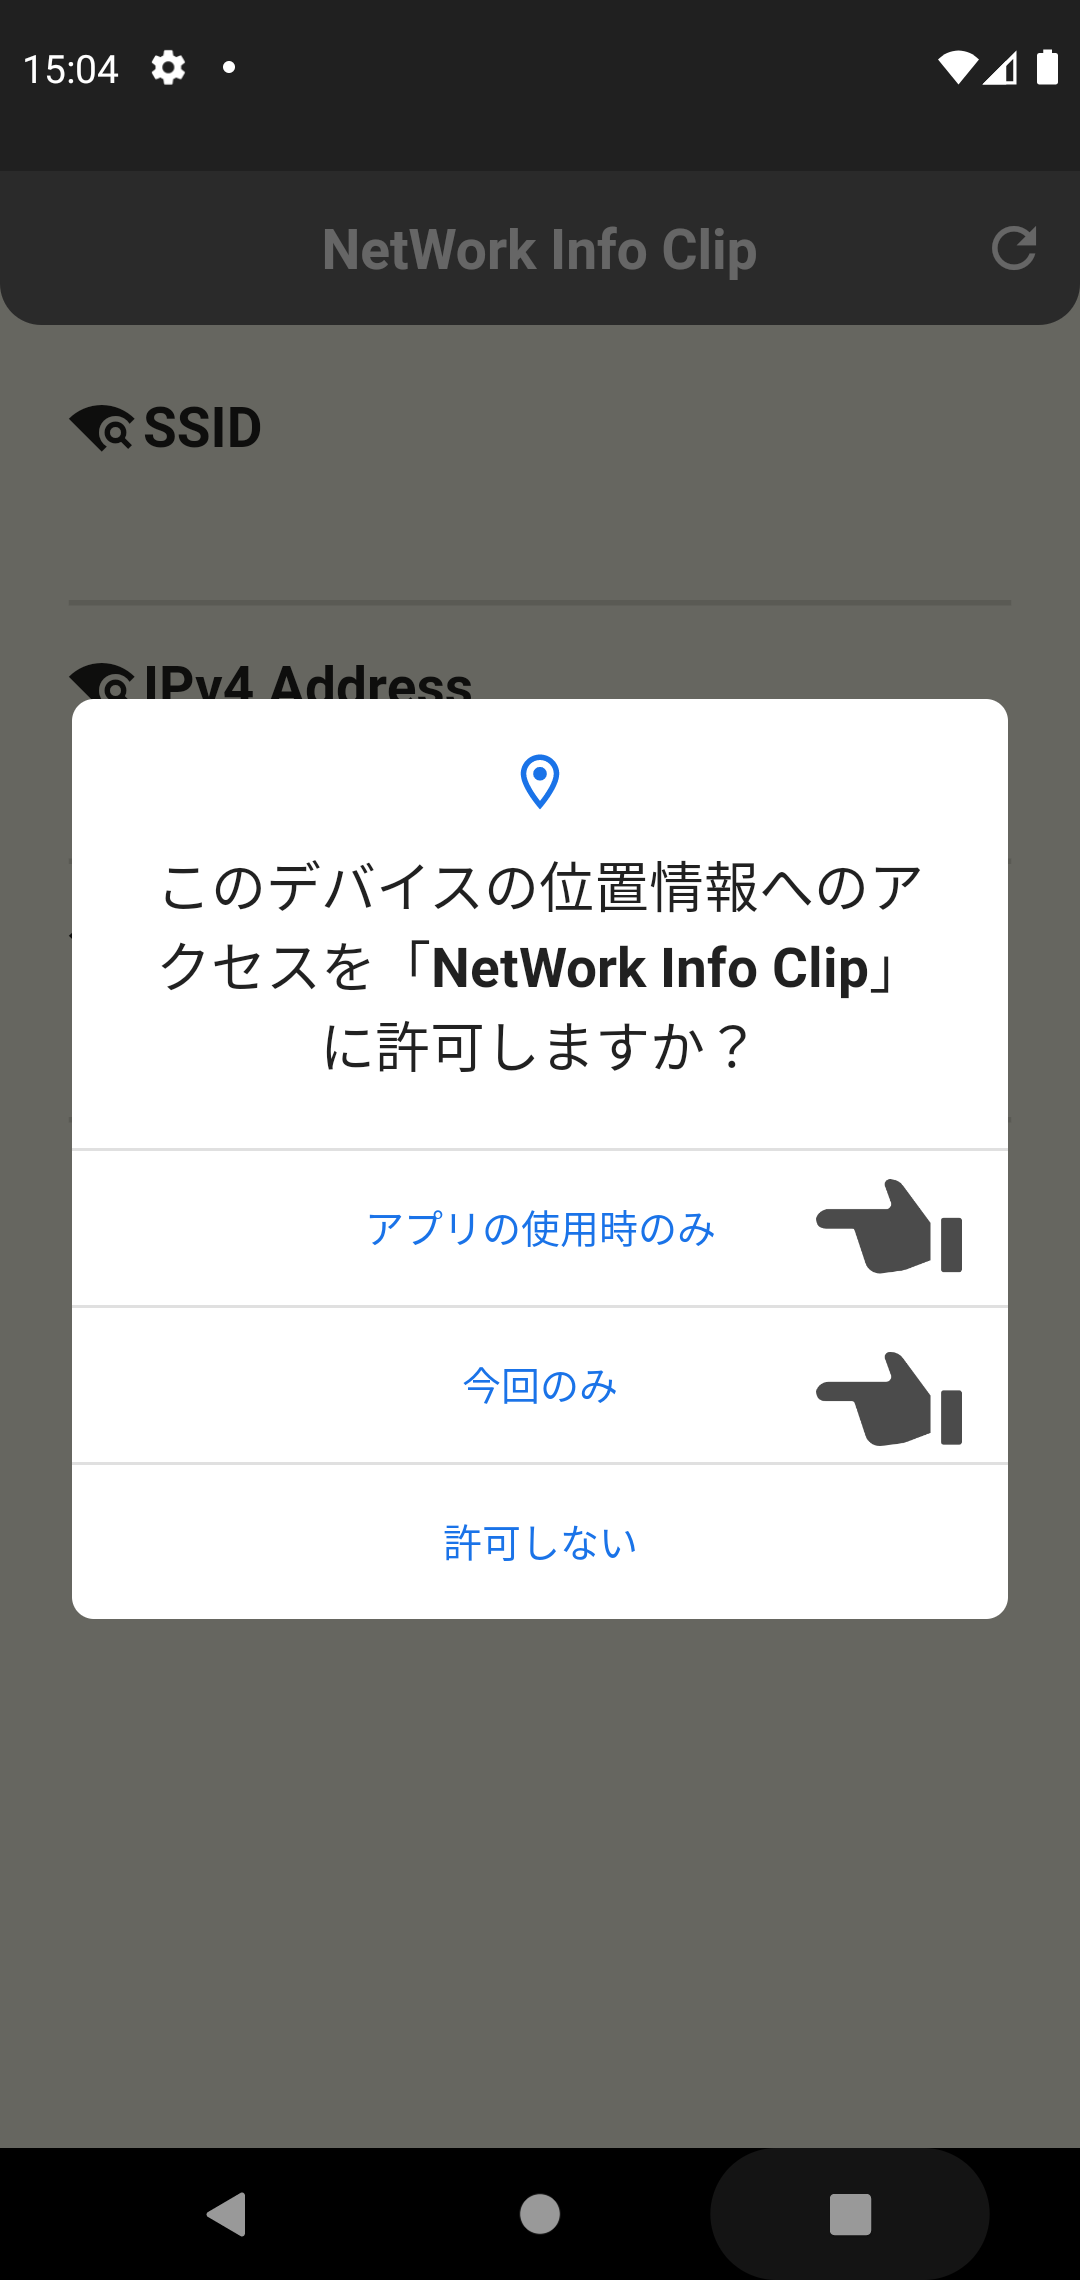 15:04
NetWork Info Clip
SSID
IPv4 Address
このデバイスの位置情報へのア
クセスを「NetWork Info Clip」
に許可しますか？
アプリの使用時のみ
今回のみ
許可しない